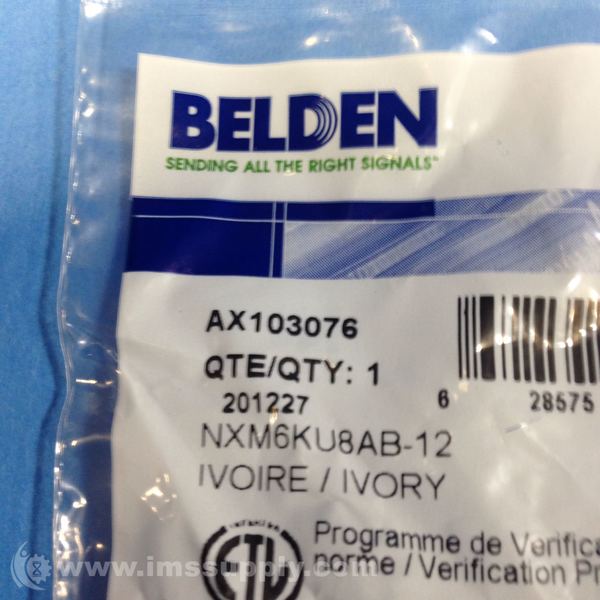 BELDEN
SENDING ALL THE RIGHT SIGNALS
AX103076
QTE/QTY: 1
201227
6 28575
NXM6KU8AB-12
IVOIRE / IVORY
Programme de Verifica
norme / Verification Pr
www.imssupply.com